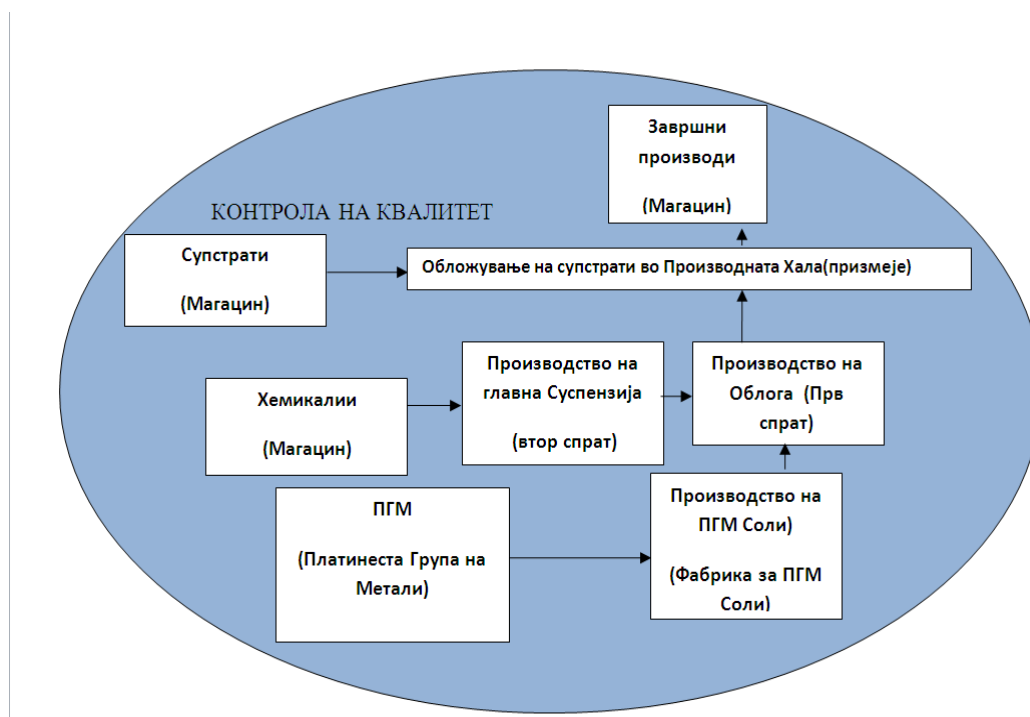 Завршни
производи
(Магацин)
КОНТРОЛА НА КВАЛИТЕТ
Супстрати
(Магацин)
Обложување на супстрати во Производната Хала(призмеје)
Производство на
главна Суспензија
(втор спрат)
Производство на
Облога (Прв
спрат)
Хемикалии
(Магацин)
ПГМ
(Платинеста Група на
Метали)
Производство на
ПГМ Соли)
(Фабрика за ПГМ
Соли)